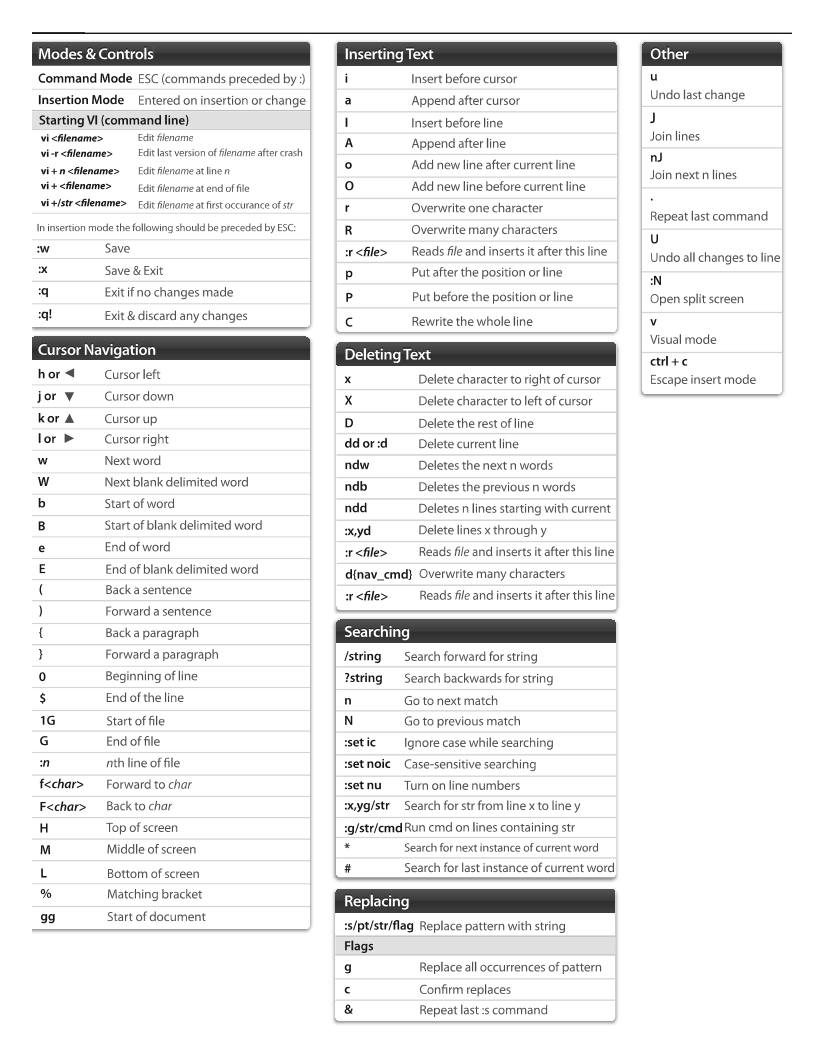 Modes & Controls
Command Mode ESC (commands preceded by :)
Insertion Mode Entered on insertion or change
Starting VI (command line)
vi <filename> Edit filename
vi -r <filename> Edit last version of filename after crash
vi + n <filename> Edit filename at line n
vi + <filename> Edit filename at end of file
vi +/str <filename> Edit filename at first occurance of str
In insertion mode the following should be preceded by ESC:
:w Save
:x Save & Exit
:q Exit if no changes made
:q! Exit & discard any changes
Cursor Navigation
h or ◀ Cursor left
j or ▼ Cursor down
k or ▲ Cursor up
l or ▶ Cursor right
w Next word
W Next blank delimited word
b Start of word
B Start of blank delimited word
e End of word
E End of blank delimited word
( Back a sentence
) Forward a sentence
{ Back a paragraph
} Forward a paragraph
0 Beginning of line
$ End of the line
1G Start of file
G End of file
:n nth line of file
f<char> Forward to char
F<char> Back to char
H Top of screen
M Middle of screen
L Bottom of screen
% Matching bracket
gg Start of document
Inserting Text
i Insert before cursor
a Append after cursor
I Insert before line
A Append after line
o Add new line after current line
O Add new line before current line
r Overwrite one character
R Overwrite many characters
:r <file> Reads file and inserts it after this line
p Put after the position or line
P Put before the position or line
C Rewrite the whole line
Deleting Text
x Delete character to right of cursor
X Delete character to left of cursor
D Delete the rest of line
dd or :d Delete current line
ndw Deletes the next n words
ndb Deletes the previous n words
ndd Deletes n lines starting with current
:x,yd Delete lines x through y
:r <file> Reads file and inserts it after this line
d{nav_cmd} Overwrite many characters
:r <file> Reads file and inserts it after this line
Searching
/string Search forward for string
?string Search backwards for string
n Go to next match
N Go to previous match
:set ic Ignore case while searching
:set noic Case-sensitive searching
:set nu Turn on line numbers
:x,yg/str Search for str from line x to line y
:g/str/cmd Run cmd on lines containing str
* Search for next instance of current word
# Search for last instance of current word
Replacing
:s/pt/str/flag Replace pattern with string
Flags
g Replace all occurrences of pattern
c Confirm replaces
& Repeat last :s command
Other
u
Undo last change
J
Join lines
nJ
Join next n lines
.
Repeat last command
U
Undo all changes to line
:N
Open split screen
v
Visual mode
ctrl + c
Escape insert mode